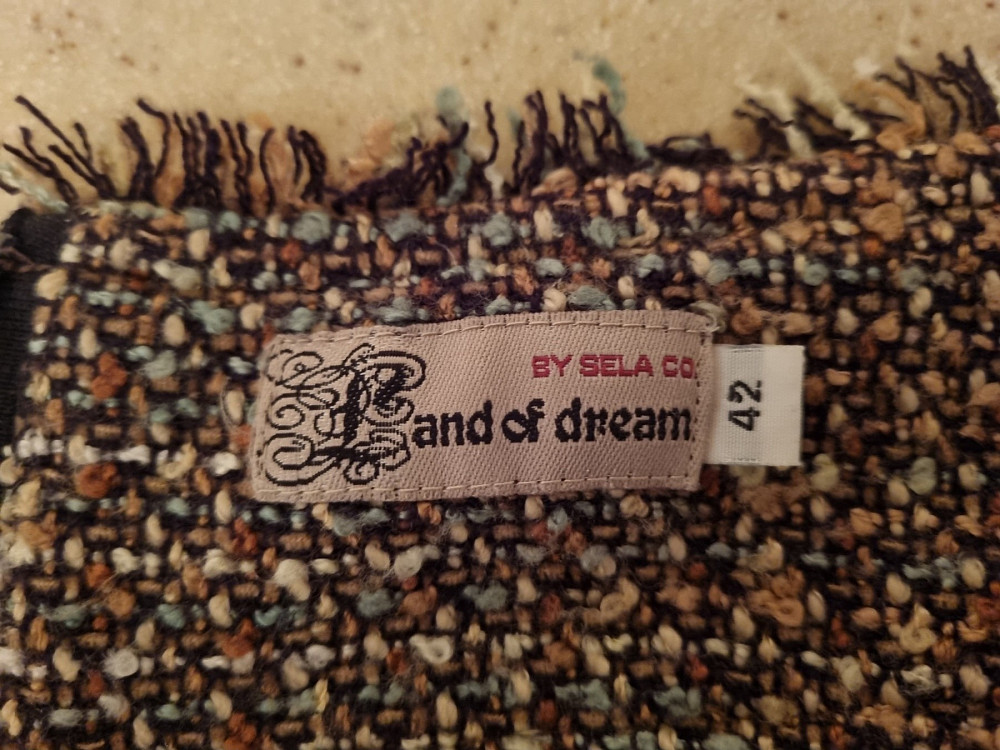 BY SELA CO.
Land of dream
42